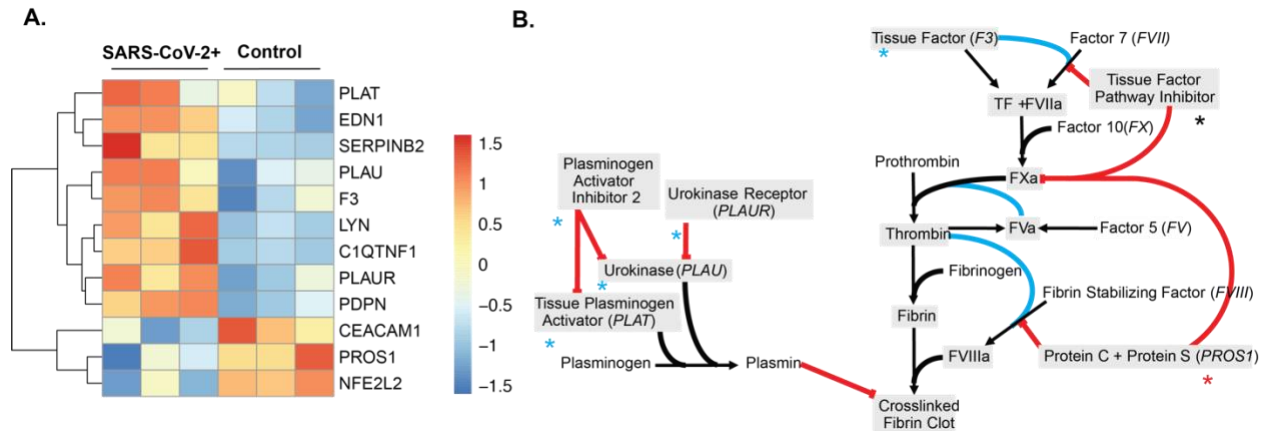 A.
SARS-CoV-2+ Control
PLAT
EDN1
SERPINB2
PLAU
F3
LYN
C1QTNF1
PLAUR
PDPN
CEACAM1
PROS1
NFE2L2
1.5
1
0.5
0
−0.5
−1
−1.5
B.
Tissue Factor (F3)
*
Factor 7 (FVII)
Tissue Factor
Pathway Inhibitor
*
TF +FVIIa
Factor 10(FX)
Prothrombin
FXa
Thrombin
FVa
Factor 5 (FV)
Fibrinogen
Fibrin Stabilizing Factor (FVIII)
Fibrin
FVIIIa
Protein C + Protein S (PROS1)
*
Crosslinked
Fibrin Clot
Plasminogen
Activator
Inhibitor 2
*
Urokinase Receptor
(PLAUR)
*
Urokinase (PLAU)
*
Tissue Plasminogen
Activator (PLAT)
*
Plasminogen
Plasmin